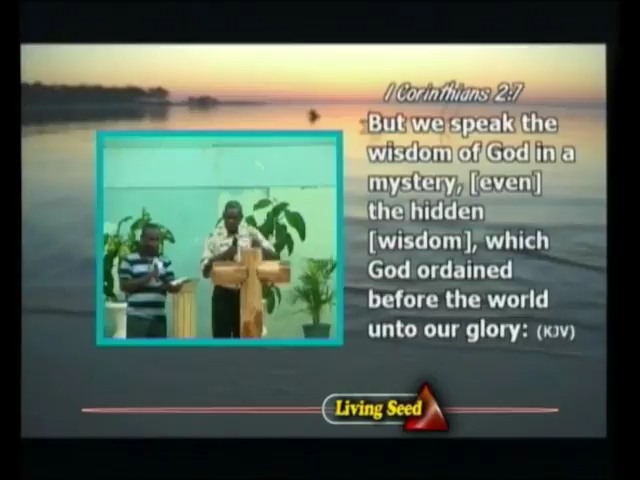 1 Corinthians 2:7
But we speak the
wisdom of God in a
mystery, [even]
the hidden
[wisdom], which
God ordained
before the world
unto our glory: (KJV)
Living Seed